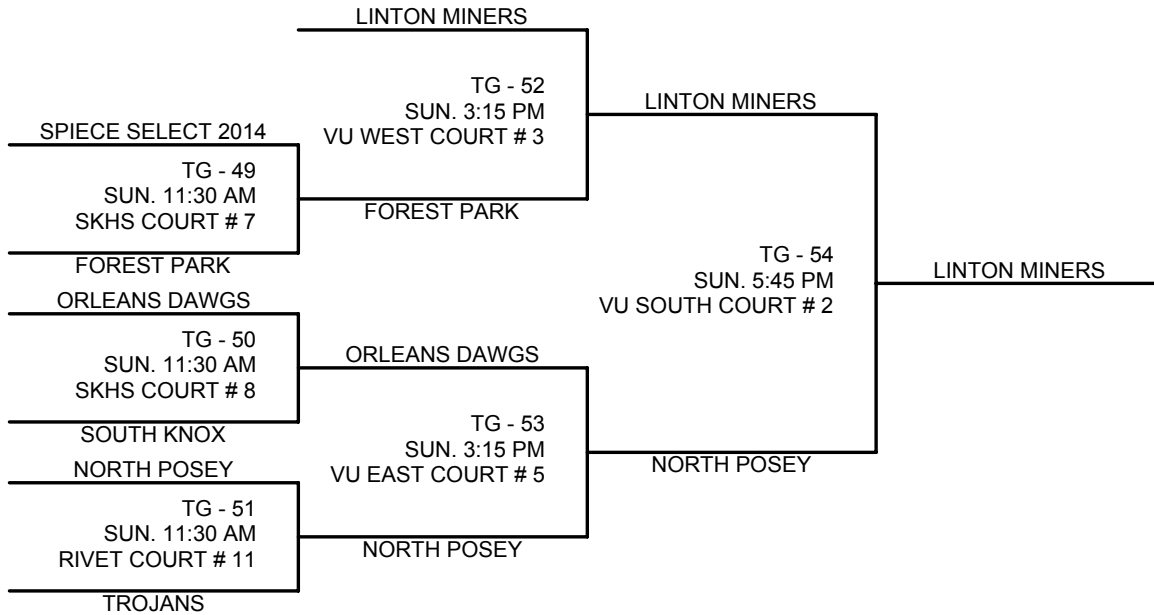 LINTON MINERS
TG - 52
SUN. 3:15 PM
VU WEST COURT # 3
LINTON MINERS
SPIECE SELECT 2014
TG - 49
SUN. 11:30 AM
SKHS COURT # 7
FOREST PARK
FOREST PARK
TG - 54
SUN. 5:45 PM
VU SOUTH COURT # 2
LINTON MINERS
ORLEANS DAWGS
TG - 50
SUN. 11:30 AM
SKHS COURT # 8
ORLEANS DAWGS
SOUTH KNOX
TG - 53
SUN. 3:15 PM
VU EAST COURT # 5
NORTH POSEY
NORTH POSEY
TG - 51
SUN. 11:30 AM
RIVET COURT # 11
NORTH POSEY
TROJANS